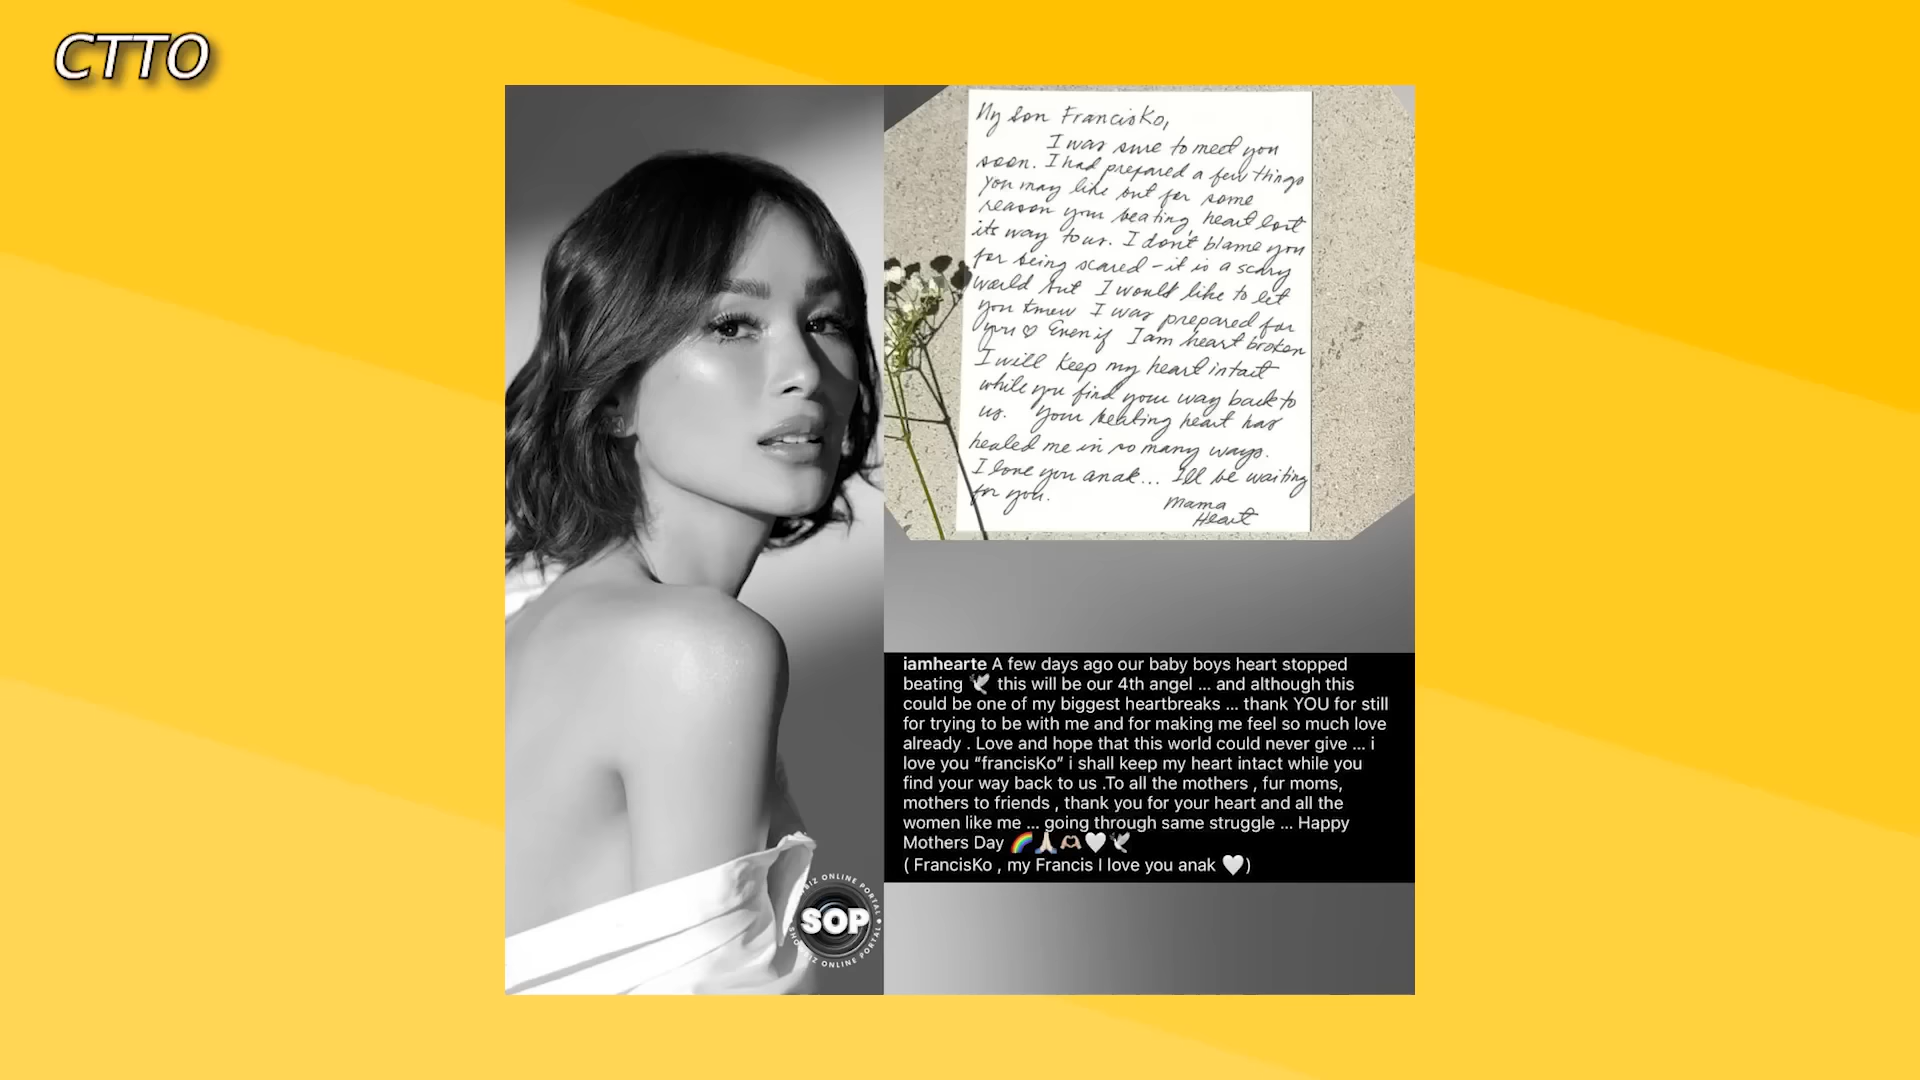 CTTO
My son Francisko,
I was sure to meet you
soon. I had prepared a few things
you may like but for some
reason your beating heart lost
its way to us. I don't blame you
for being scared - it is a scary
world but I would like to let
you know I was prepared for
you ♡ Even if I am heart broken
I will keep my heart intact
while you find your way back to
us. Your beating heart has
healed me in so many ways.
I love you anak... I'll be waiting
for you.
Mama
Heart
iamhearte A few days ago our baby boys heart stopped
beating 🕊️ this will be our 4th angel ... and although this
could be one of my biggest heartbreaks ... thank YOU for still
for trying to be with me and for making me feel so much love
already . Love and hope that this world could never give ... i
love you “francisKo” i shall keep my heart intact while you
find your way back to us .To all the mothers , fur moms,
mothers to friends , thank you for your heart and all the
women like me ... going through same struggle ... Happy
Mothers Day 🌈🙏🏻🫶🏻🤍🕊️
( FrancisKo , my Francis I love you anak 🤍)
SHOWBIZ ONLINE PORTAL
SOP
SHOWBIZ ONLINE PORTAL